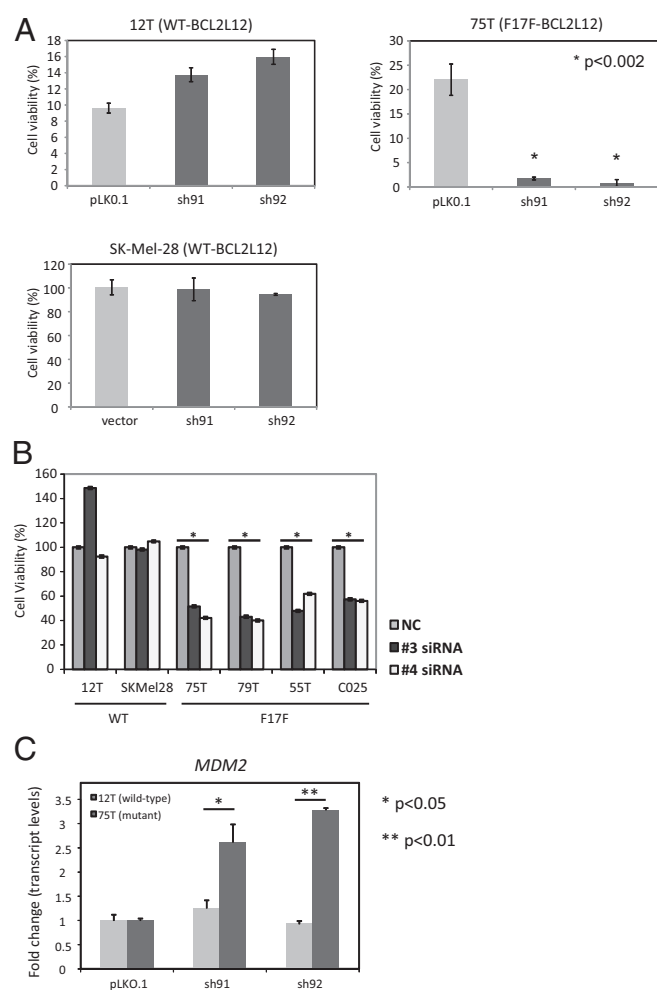 A
12T (WT-BCL2L12)
Cell viability (%)
18
16
14
12
10
8
6
4
2
0
pLK0.1 sh91 sh92
75T (F17F-BCL2L12)
* p<0.002
Cell viability (%)
30
25
20
15
10
5
0
* *
pLK0.1 sh91 sh92
SK-Mel-28 (WT-BCL2L12)
Cell viability (%)
120
100
80
60
40
20
0
vector sh91 sh92
B
Cell Viability (%)
160
140
120
100
80
60
40
20
0
* * * *
NC
#3 siRNA
#4 siRNA
12T SKMel28 75T 79T 55T C025
WT F17F
C
MDM2
Fold change (transcript levels)
3.5
3
2.5
2
1.5
1
0.5
0
12T (wild-type)
75T (mutant)
* **
* p<0.05
** p<0.01
pLKO.1 sh91 sh92